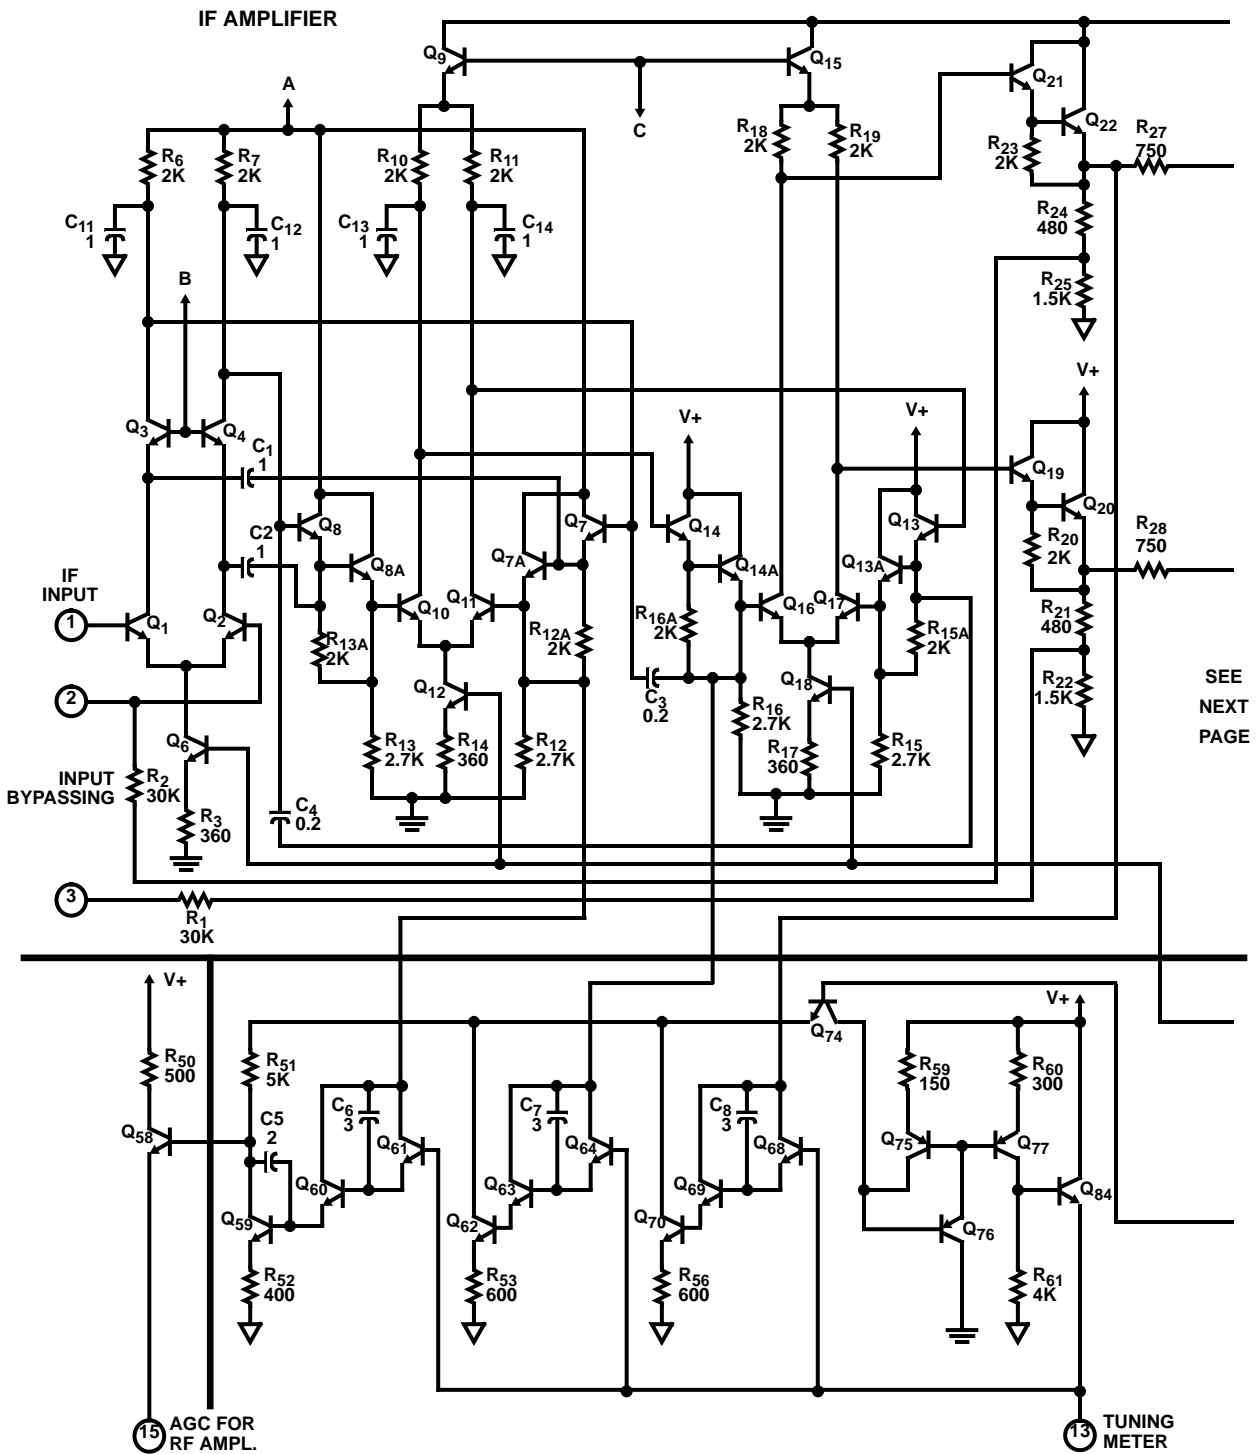 IF AMPLIFIER
Q9
Q15
A
C
Q21
Q22
R27
750
R6
2K
R7
2K
R10
2K
R11
2K
R18
2K
R19
2K
R23
2K
C11
1
C12
1
C13
1
C14
1
R24
480
B
R25
1.5K
V+
V+
V+
Q3
Q4
C1
1
Q19
Q20
Q8
C2
1
Q7
Q14
Q13
R28
750
Q8A
Q7A
Q14A
Q13A
R20
2K
IF
INPUT
1
Q1
Q2
Q10
Q11
Q16
Q17
R13A
2K
R12A
2K
R16A
2K
R15A
2K
R21
480
2
Q12
C3
0.2
Q18
R22
1.5K
SEE
NEXT
PAGE
Q6
R16
2.7K
R13
2.7K
R14
360
R12
2.7K
R17
360
R15
2.7K
INPUT
BYPASSING
R2
30K
R3
360
C4
0.2
3
R1
30K
V+
V+
Q74
R50
500
R51
5K
R59
150
R60
300
C6
3
C7
3
C8
3
Q58
C5
2
Q61
Q64
Q68
Q75
Q77
Q60
Q63
Q69
Q84
Q59
Q62
Q70
Q76
R52
400
R53
600
R56
600
R61
4K
15
AGC FOR
RF AMPL.
13
TUNING
METER